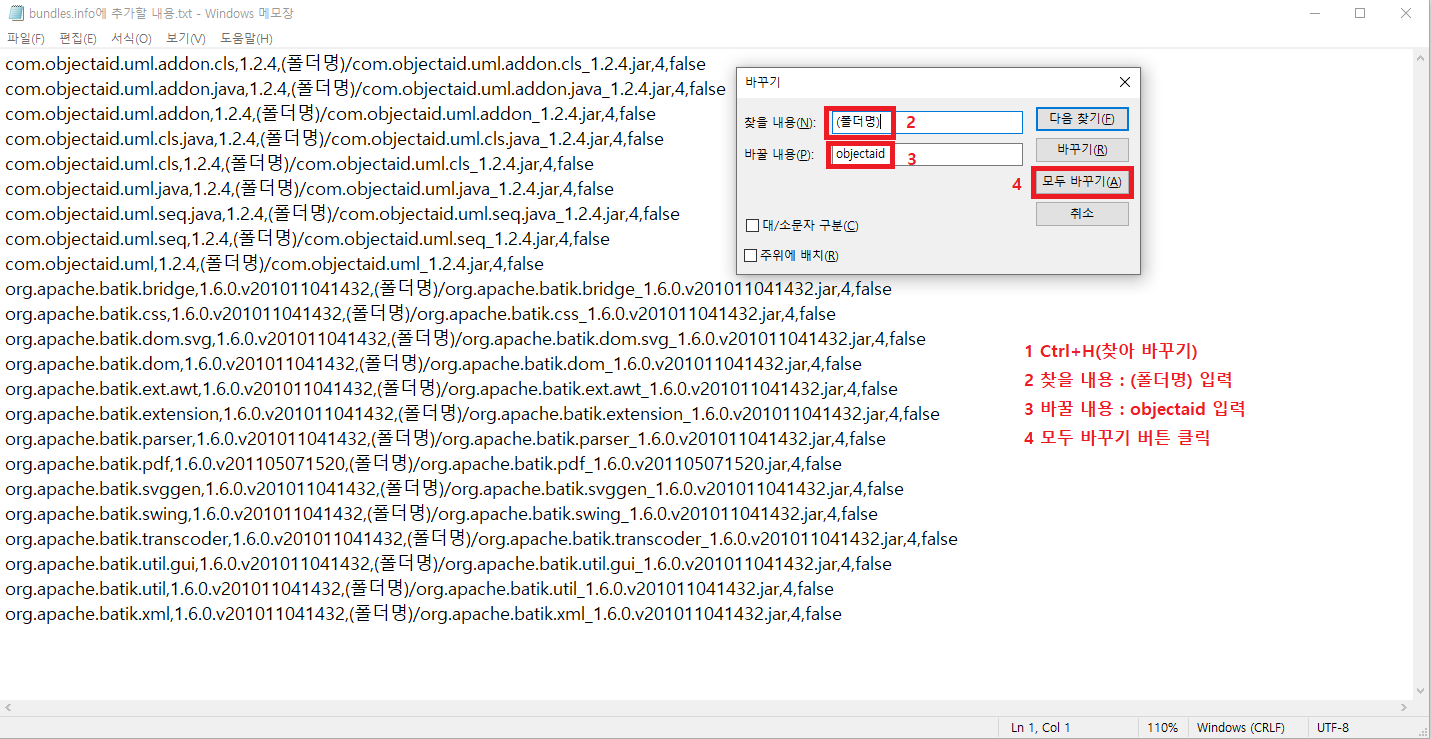 bundles.info에 추가할 내용.txt - Windows 메모장
파일(F) 편집(E) 서식(O) 보기(V) 도움말(H)
com.objectaid.uml.addon.cls,1.2.4,(폴더명)/com.objectaid.uml.addon.cls_1.2.4.jar,4,false
com.objectaid.uml.addon.java,1.2.4,(폴더명)/com.objectaid.uml.addon.java_1.2.4.jar,4,false
com.objectaid.uml.addon,1.2.4,(폴더명)/com.objectaid.uml.addon_1.2.4.jar,4,false
com.objectaid.uml.cls.java,1.2.4,(폴더명)/com.objectaid.uml.cls.java_1.2.4.jar,4,false
com.objectaid.uml.cls,1.2.4,(폴더명)/com.objectaid.uml.cls_1.2.4.jar,4,false
com.objectaid.uml.java,1.2.4,(폴더명)/com.objectaid.uml.java_1.2.4.jar,4,false
com.objectaid.uml.seq.java,1.2.4,(폴더명)/com.objectaid.uml.seq.java_1.2.4.jar,4,false
com.objectaid.uml.seq,1.2.4,(폴더명)/com.objectaid.uml.seq_1.2.4.jar,4,false
com.objectaid.uml,1.2.4,(폴더명)/com.objectaid.uml_1.2.4.jar,4,false
org.apache.batik.bridge,1.6.0.v201011041432,(폴더명)/org.apache.batik.bridge_1.6.0.v201011041432.jar,4,false
org.apache.batik.css,1.6.0.v201011041432,(폴더명)/org.apache.batik.css_1.6.0.v201011041432.jar,4,false
org.apache.batik.dom.svg,1.6.0.v201011041432,(폴더명)/org.apache.batik.dom.svg_1.6.0.v201011041432.jar,4,false
org.apache.batik.dom,1.6.0.v201011041432,(폴더명)/org.apache.batik.dom_1.6.0.v201011041432.jar,4,false
org.apache.batik.ext.awt,1.6.0.v201011041432,(폴더명)/org.apache.batik.ext.awt_1.6.0.v201011041432.jar,4,false
org.apache.batik.extension,1.6.0.v201011041432,(폴더명)/org.apache.batik.extension_1.6.0.v201011041432.jar,4,false
org.apache.batik.parser,1.6.0.v201011041432,(폴더명)/org.apache.batik.parser_1.6.0.v201011041432.jar,4,false
org.apache.batik.pdf,1.6.0.v201105071520,(폴더명)/org.apache.batik.pdf_1.6.0.v201105071520.jar,4,false
org.apache.batik.svggen,1.6.0.v201011041432,(폴더명)/org.apache.batik.svggen_1.6.0.v201011041432.jar,4,false
org.apache.batik.swing,1.6.0.v201011041432,(폴더명)/org.apache.batik.swing_1.6.0.v201011041432.jar,4,false
org.apache.batik.transcoder,1.6.0.v201011041432,(폴더명)/org.apache.batik.transcoder_1.6.0.v201011041432.jar,4,false
org.apache.batik.util.gui,1.6.0.v201011041432,(폴더명)/org.apache.batik.util.gui_1.6.0.v201011041432.jar,4,false
org.apache.batik.util,1.6.0.v201011041432,(폴더명)/org.apache.batik.util_1.6.0.v201011041432.jar,4,false
org.apache.batik.xml,1.6.0.v201011041432,(폴더명)/org.apache.batik.xml_1.6.0.v201011041432.jar,4,false
바꾸기
찾을 내용(N): (폴더명) 2 다음 찾기(F)
바꿀 내용(P): objectaid 3 바꾸기(R)
4 모두 바꾸기(A)
취소
대/소문자 구분(C)
주위에 배치(R)
1 Ctrl+H(찾아 바꾸기)
2 찾을 내용 : (폴더명) 입력
3 바꿀 내용 : objectaid 입력
4 모두 바꾸기 버튼 클릭
Ln 1, Col 1 110% Windows (CRLF) UTF-8